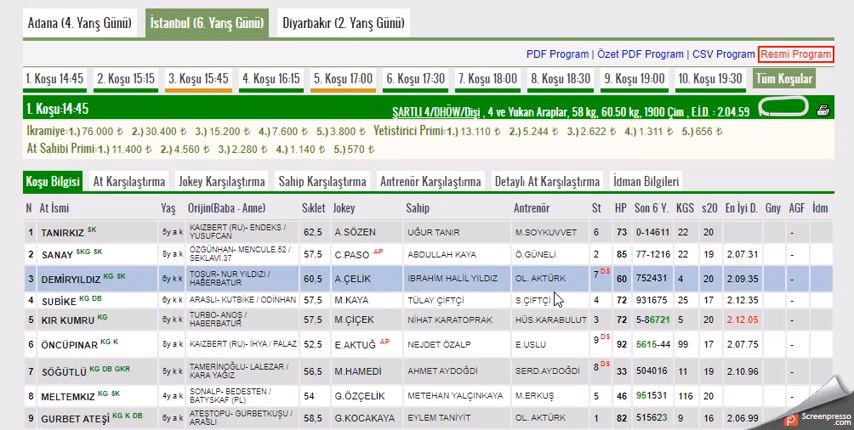 Adana (4. Yarış Günü) İstanbul (6. Yarış Günü) Diyarbakır (2. Yarış Günü)
PDF Program | Özet PDF Program | CSV Program Resmi Program
1. Koşu 14:45 2. Koşu 15:15 3. Koşu 15:45 4. Koşu 16:15 5. Koşu 17:00 6. Koşu 17:30 7. Koşu 18:00 8. Koşu 18:30 9. Koşu 19:00 10. Koşu 19:30 Tüm Koşular
1. Koşu:14:45 ŞARTLI 4/DHÖW/Dişi , 4 ve Yukarı Araplar, 58 kg, 60.50 kg, 1900 Çim , E.İ.D. : 2.04.59
Ikramiye:1.) 76.000 ₺ 2.) 30.400 ₺ 3.) 15.200 ₺ 4.) 7.600 ₺ 5.) 3.800 ₺ Yetistirici Primi:1.) 13.110 ₺ 2.) 5.244 ₺ 3.) 2.622 ₺ 4.) 1.311 ₺ 5.) 656 ₺
At Sahibi Primi:1.) 11.400 ₺ 2.) 4.560 ₺ 3.) 2.280 ₺ 4.) 1.140 ₺ 5.) 570 ₺
Koşu Bilgisi At Karşılaştırma Jokey Karşılaştırma Sahip Karşılaştırma Antrenör Karşılaştırma Detaylı At Karşılaştırma İdman Bilgileri
N At İsmi Yaş Orijin(Baba - Anne) Sıklet Jokey Sahip Antrenör St HP Son 6 Y. KGS s20 En İyi D. Gny AGF İdm
1 TANIRKIZ SK 5y a k KAIZBERT (RU)- ENDEKS / YUSUFCAN 62,5 A.SÖZEN UĞUR TANIR M.SOYKUVVET 6 73 0-14611 22 20 -
2 SANAY SKG SK 8y a k ÖZGÜNHAN- MENCULE.52 / SEKLAVI.37 57,5 C.PASO AP ABDULLAH KAYA Ö.GÜNELİ 2 85 77-1216 22 19 2.07.31 -
3 DEMİRYILDIZ KG SK 6y k k TOSUR- NUR YILDIZI / HABERBATUR 60,5 A.ÇELİK İBRAHİM HALİL YILDIZ OL. AKTÜRK 7 DS 60 752431 4 20 2.09.35 -
4 SUBİKE KG DB 6y k k ARASLI- KUTBİKE / ODİNHAN 57,5 M.KAYA TÜLAY ÇİFTÇİ S.ÇİFTÇİ 4 72 931675 25 17 2.12.35 -
5 KIR KUMRU KG 5y k k TURBO- ANOS / HABERBATUR 57,5 M.ÇİÇEK NİHAT KARATOPRAK HÜS.KARABULUT 3 72 5-86721 5 20 2.12.05 -
6 ÖNCÜPINAR KG K 8y a k KAIZBERT (RU)- İHYA / PALAZ 52,5 E.AKTUĞ AP NEJDET ÖZALP E.USLU 9 DS 92 5615-44 99 17 2.07.75 -
7 SÖĞÜTLÜ KG DB GKR 5y k k TAMERİNOĞLU- LALEZAR / KARA YAĞIZ 56,5 M.HAMEDİ AHMET AYDOĞDI SERD.AYDOĞDİ 8 DS 33 504016 11 19 2.10.96 -
8 MELTEMKIZ KG SK 4y a k SONALP- BEDESTEN / BATYSKAF (PL) 54 G.ÖZÇELİK METEHAN YALÇINKAYA M.ERKUŞ 5 46 951531 116 20 -
9 GURBET ATEŞİ KG K DB 6y a k ATEŞTOPU- GURBETKUŞU / ARASLI 58,5 G.KOCAKAYA EYLEM TANIYIT OL. AKTÜRK 1 82 515623 9 16 2.06.99 -
Screenpresso
.com